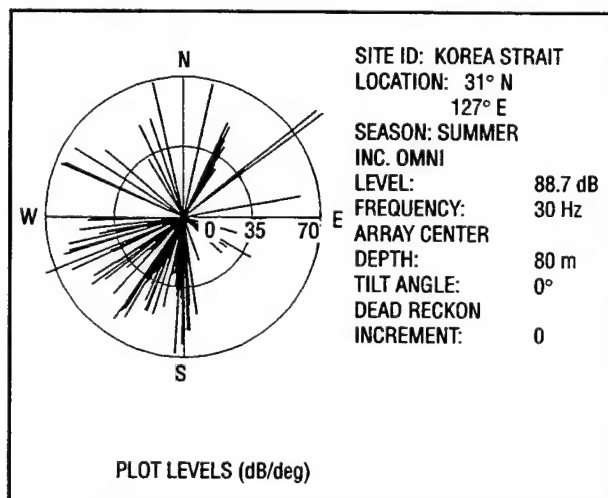 N
W
0 35 70
E
S
PLOT LEVELS (dB/deg)
SITE ID: KOREA STRAIT
LOCATION: 31° N
127° E
SEASON: SUMMER
INC. OMNI
LEVEL: 88.7 dB
FREQUENCY: 30 Hz
ARRAY CENTER
DEPTH: 80 m
TILT ANGLE: 0°
DEAD RECKON
INCREMENT: 0